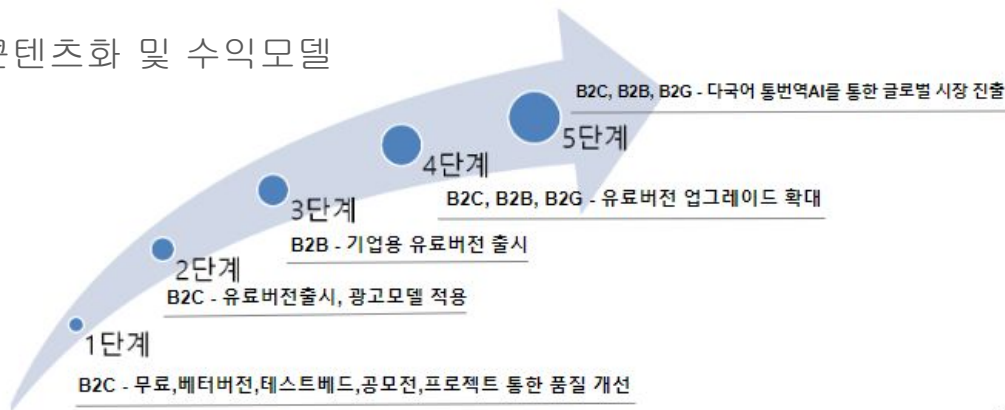 텐츠화 및 수익모델
B2C, B2B, B2G - 다국어 통번역AI를 통한 글로벌 시장 진출
5단계
4단계
B2C, B2B, B2G - 유료버전 업그레이드 확대
3단계
B2B - 기업용 유료버전 출시
2단계
B2C - 유료버전출시, 광고모델 적용
1단계
B2C - 무료,베터버전,테스트베드,공모전,프로젝트 통한 품질 개선